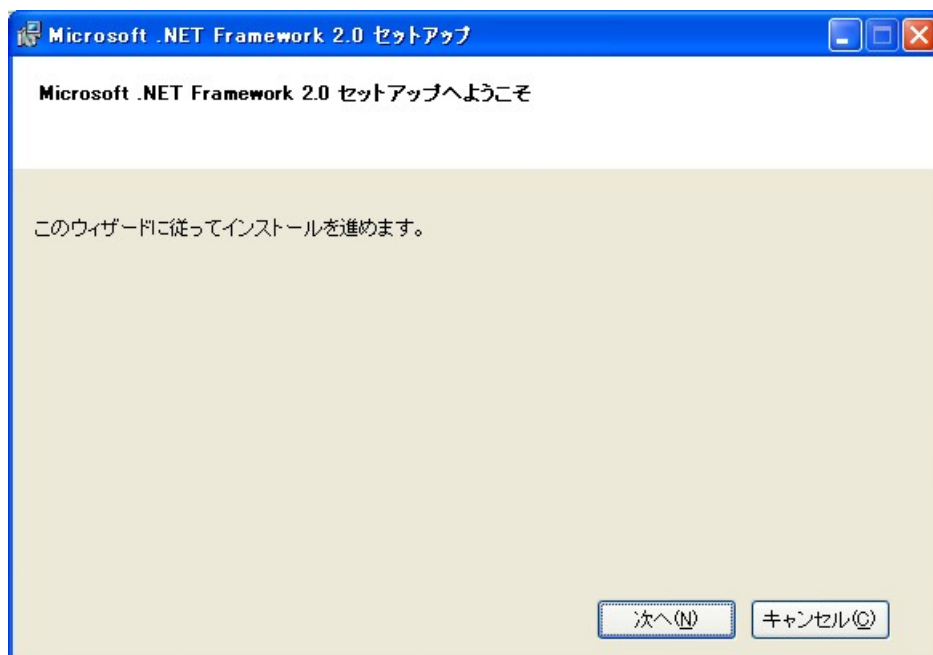 Microsoft .NET Framework 2.0 セットアップ
Microsoft .NET Framework 2.0 セットアップへようこそ
このウィザードに従ってインストールを進めます。
次へ(N)
キャンセル(C)